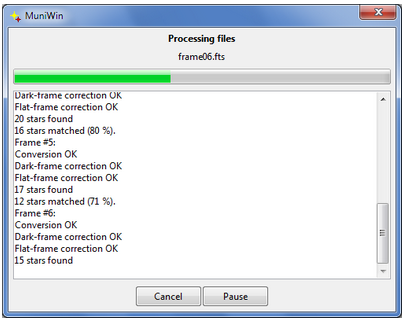 MuniWin
Processing files
frame06.fts
Dark-frame correction OK
Flat-frame correction OK
20 stars found
16 stars matched (80 %).
Frame #5:
Conversion OK
Dark-frame correction OK
Flat-frame correction OK
17 stars found
12 stars matched (71 %).
Frame #6:
Conversion OK
Dark-frame correction OK
Flat-frame correction OK
15 stars found
Cancel Pause